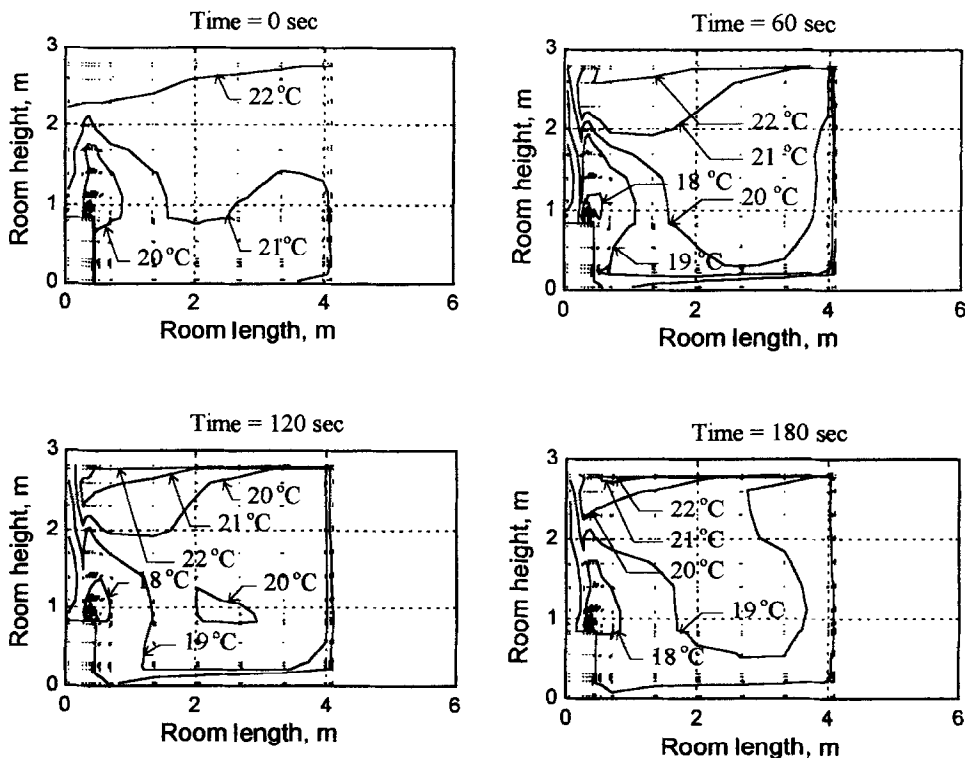 Time = 0 sec
3
2
1
0
Room height, m
22 °C
20 °C
21 °C
0 2 4 6
Room length, m
Time = 60 sec
3
2
1
0
Room height, m
22 °C
21 °C
18 °C
20 °C
19 °C
0 2 4 6
Room length, m
Time = 120 sec
3
2
1
0
Room height, m
20 °C
21 °C
22 °C
18 °C
20 °C
19 °C
0 2 4 6
Room length, m
Time = 180 sec
3
2
1
0
Room height, m
22 °C
21 °C
20 °C
19 °C
18 °C
0 2 4 6
Room length, m